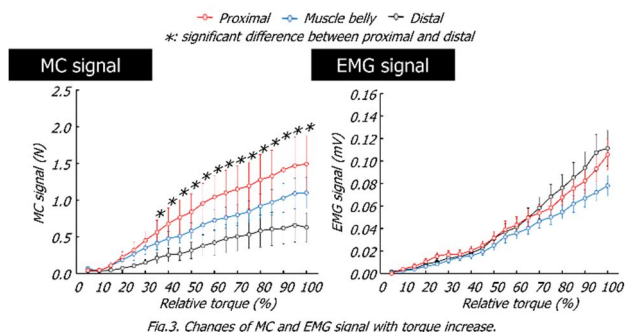 Proximal Muscle belly Distal
*: significant difference between proximal and distal
MC signal
EMG signal
MC signal (N)
2.5
2.0
1.5
1.0
0.5
0.0
0 10 20 30 40 50 60 70 80 90 100
Relative torque (%)
EMG signal (mV)
0.16
0.14
0.12
0.10
0.08
0.06
0.04
0.02
0.00
0 10 20 30 40 50 60 70 80 90 100
Relative torque (%)
Fig.3. Changes of MC and EMG signal with torque increase.